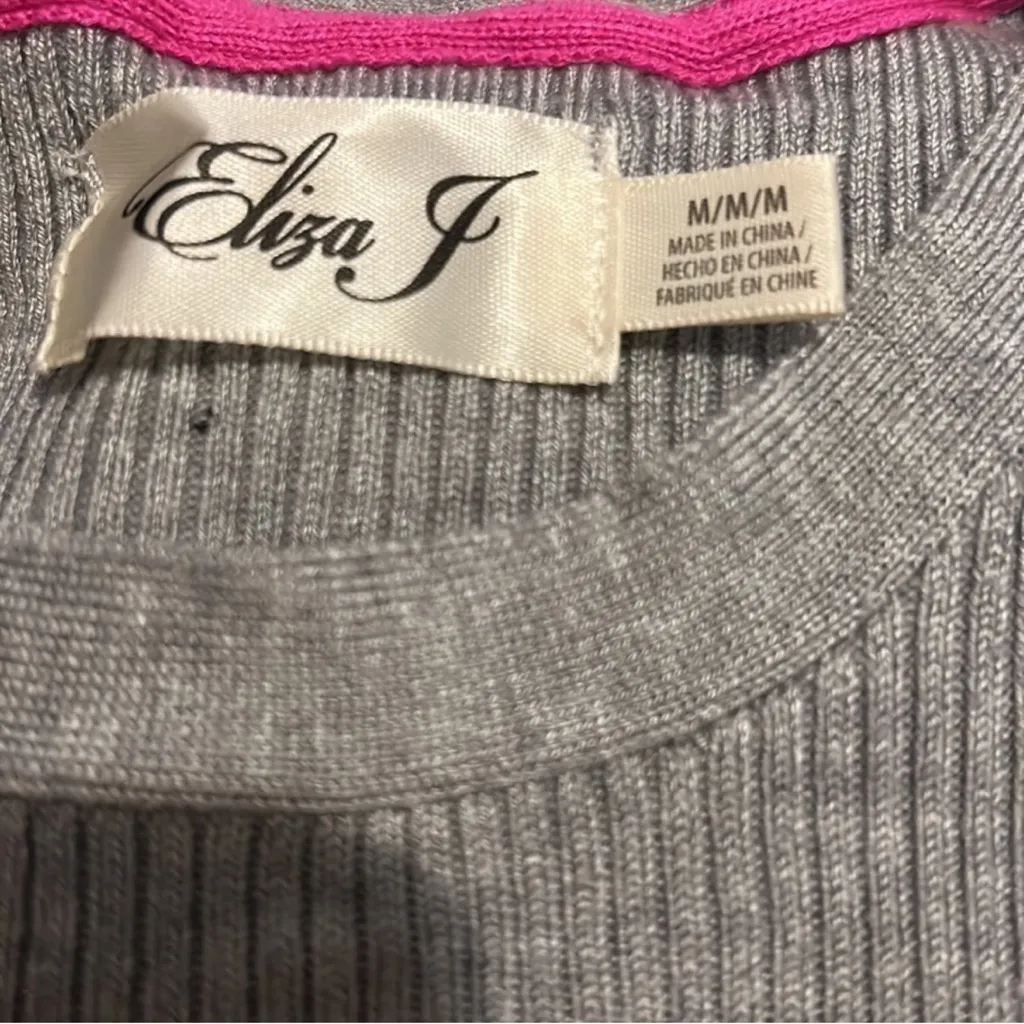 Eliza J
M/M/M
MADE IN CHINA /
HECHO EN CHINA /
FABRIQUÉ EN CHINE